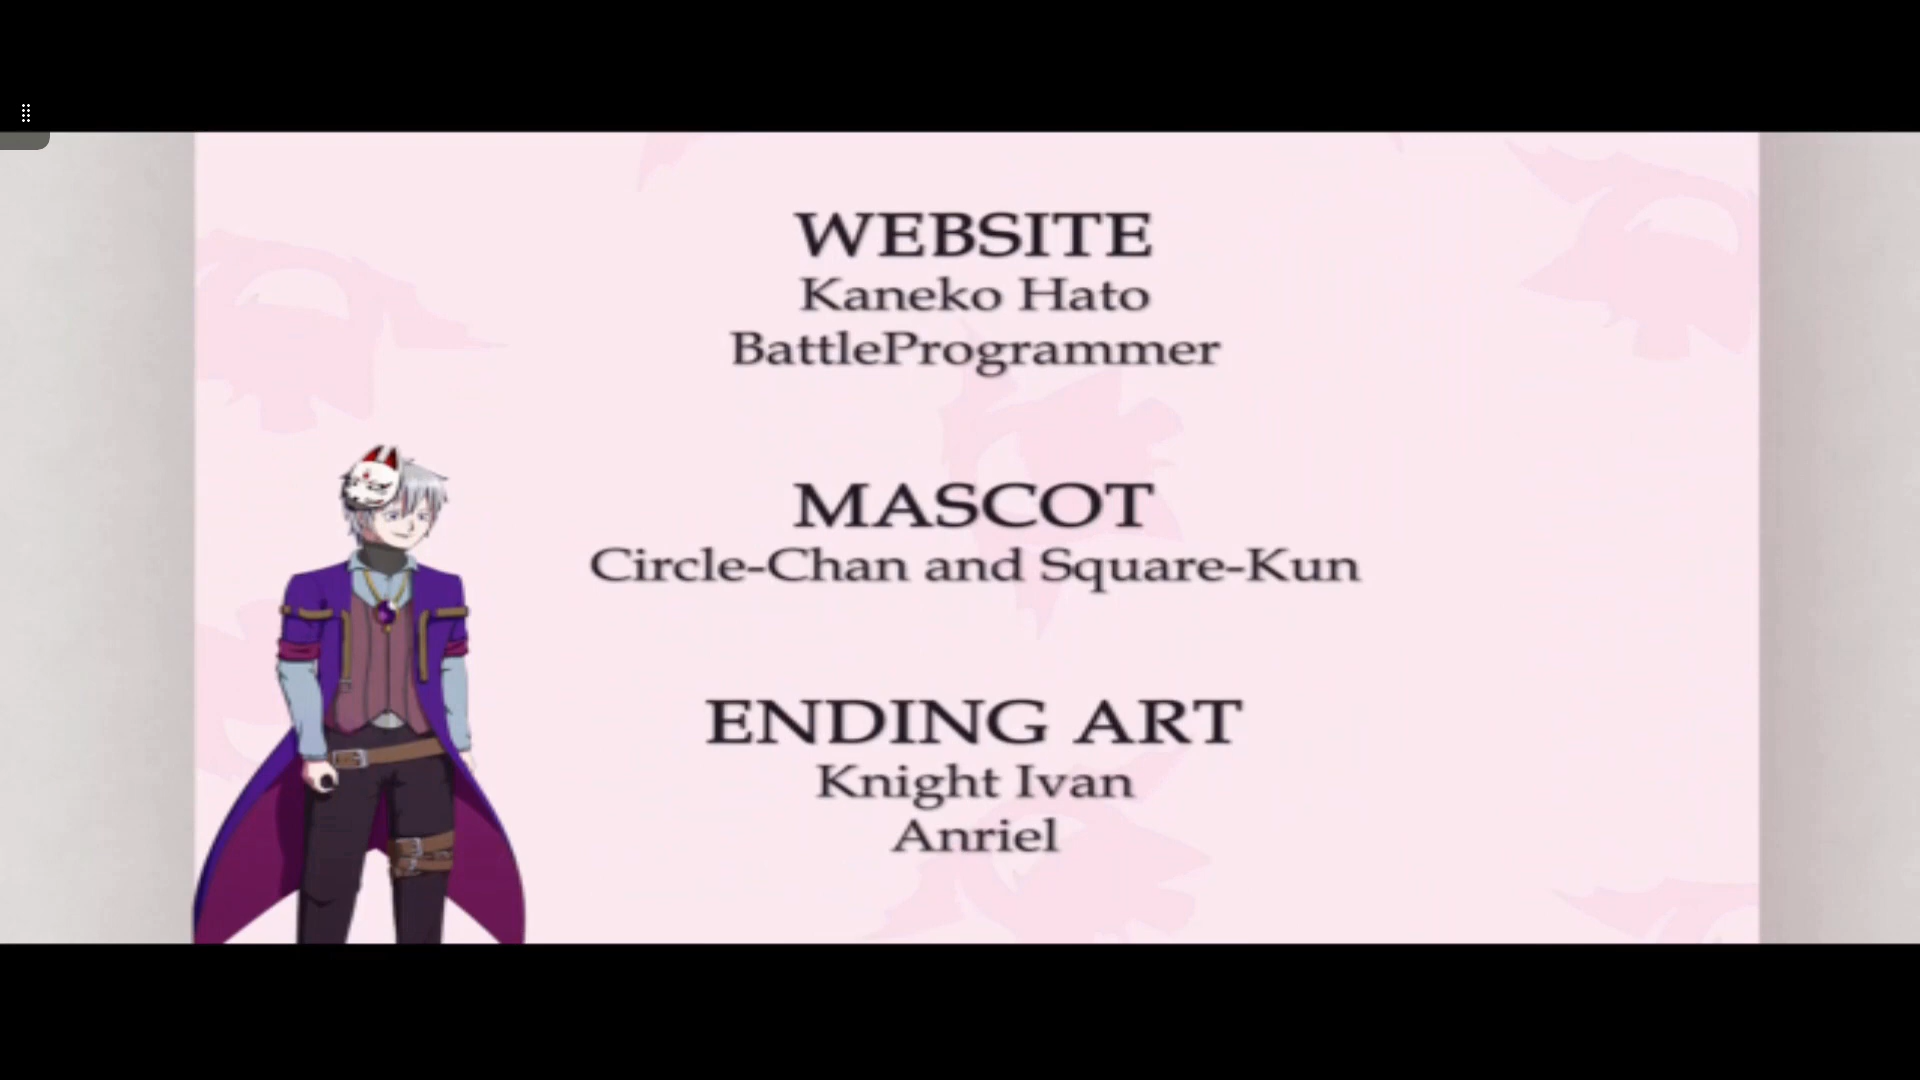 WEBSITE
Kaneko Hato
BattleProgrammer
MASCOT
Circle-Chan and Square-Kun
ENDING ART
Knight Ivan
Anriel